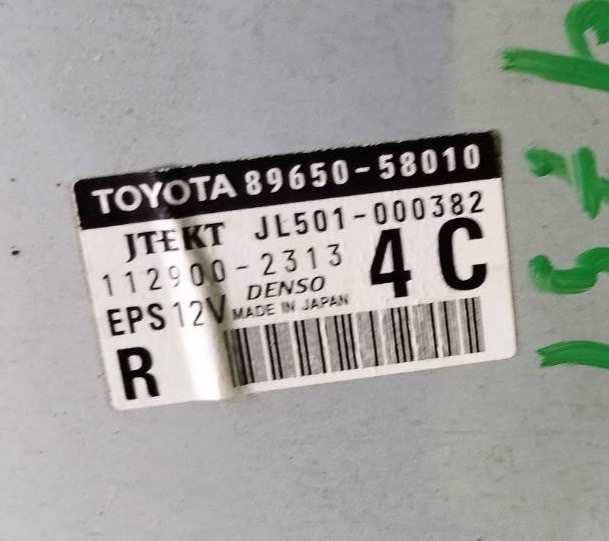 TOYOTA 89650-58010
JTEKT JL501-000382
112900-2313
4C
DENSO
EPS 12V MADE IN JAPAN
R